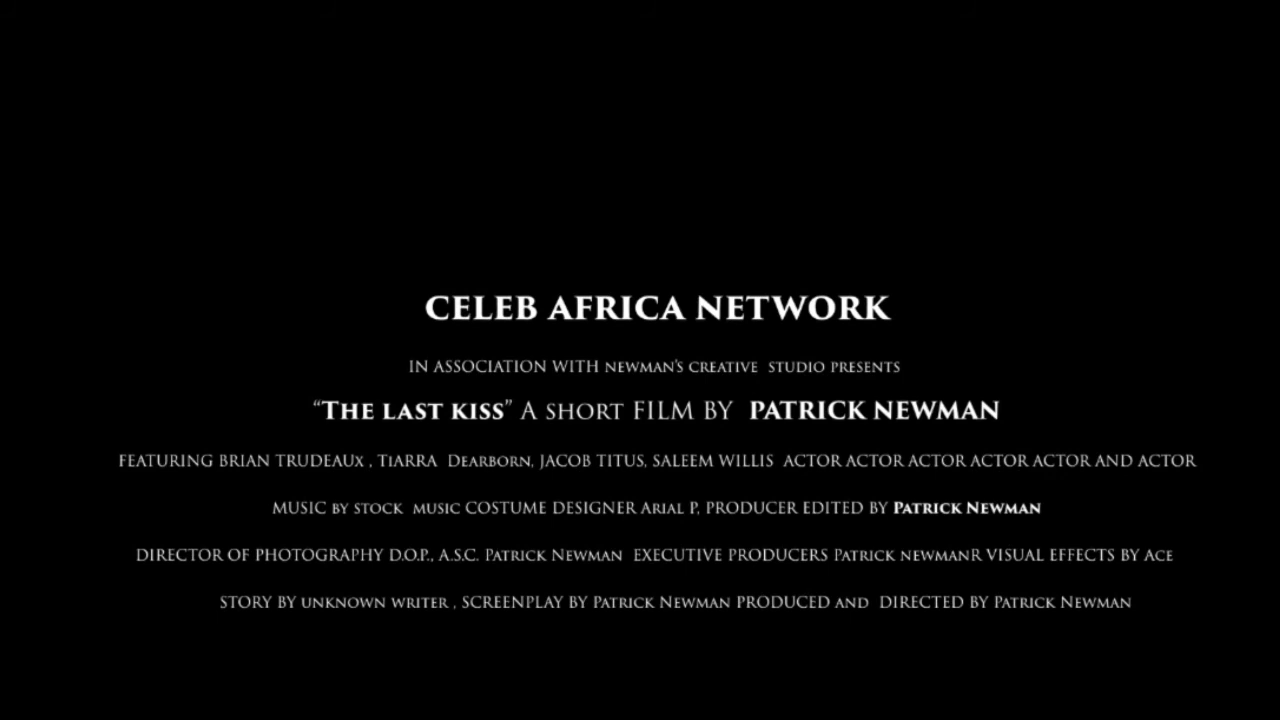 CELEB AFRICA NETWORK
IN ASSOCIATION WITH NEWMAN'S CREATIVE STUDIO PRESENTS
“THE LAST KISS” A SHORT FILM BY PATRICK NEWMAN
FEATURING BRIAN TRUDEAUX , TIARRA DEARBORN, JACOB TITUS, SALEEM WILLIS ACTOR ACTOR ACTOR ACTOR ACTOR AND ACTOR
MUSIC BY STOCK MUSIC COSTUME DESIGNER ARIAL P, PRODUCER EDITED BY PATRICK NEWMAN
DIRECTOR OF PHOTOGRAPHY D.O.P., A.S.C. PATRICK NEWMAN EXECUTIVE PRODUCERS PATRICK NEWMANR VISUAL EFFECTS BY ACE
STORY BY UNKNOWN WRITER , SCREENPLAY BY PATRICK NEWMAN PRODUCED AND DIRECTED BY PATRICK NEWMAN